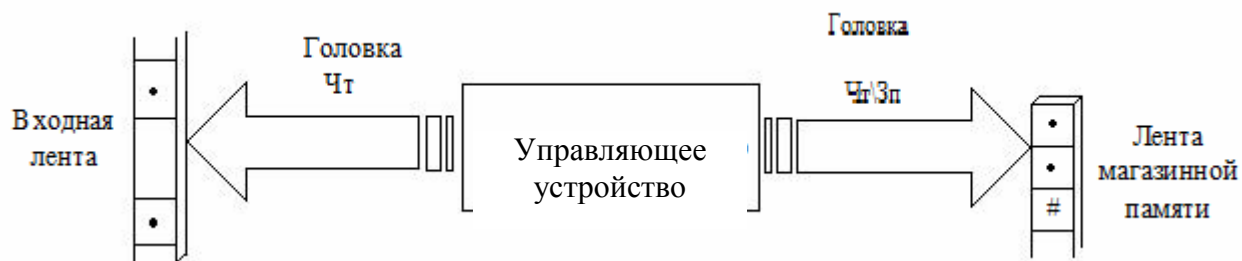 Входная
лента
Головка
Чт
Управляющее
устройство
Головка
Чт\Зп
#
Лента
магазинной
памяти